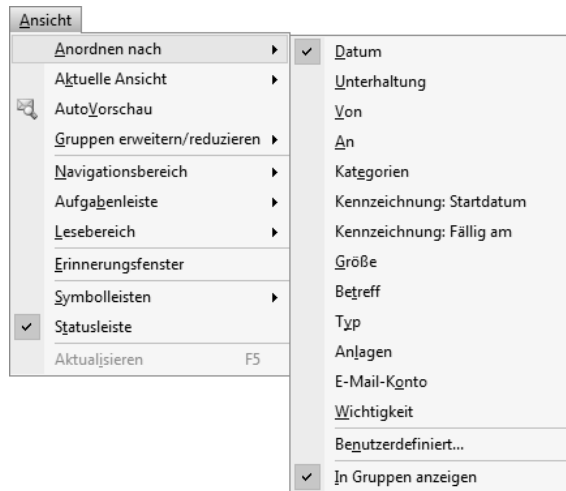 Ansicht
Anordnen nach
Aktuelle Ansicht
AutoVorschau
Gruppen erweitern/reduzieren
Navigationsbereich
Aufgabenleiste
Lesebereich
Erinnerungsfenster
Symbolleisten
Statusleiste
Aktualisieren F5
Datum
Unterhaltung
Von
An
Kategorien
Kennzeichnung: Startdatum
Kennzeichnung: Fällig am
Größe
Betreff
Typ
Anlagen
E-Mail-Konto
Wichtigkeit
Benutzerdefiniert...
In Gruppen anzeigen